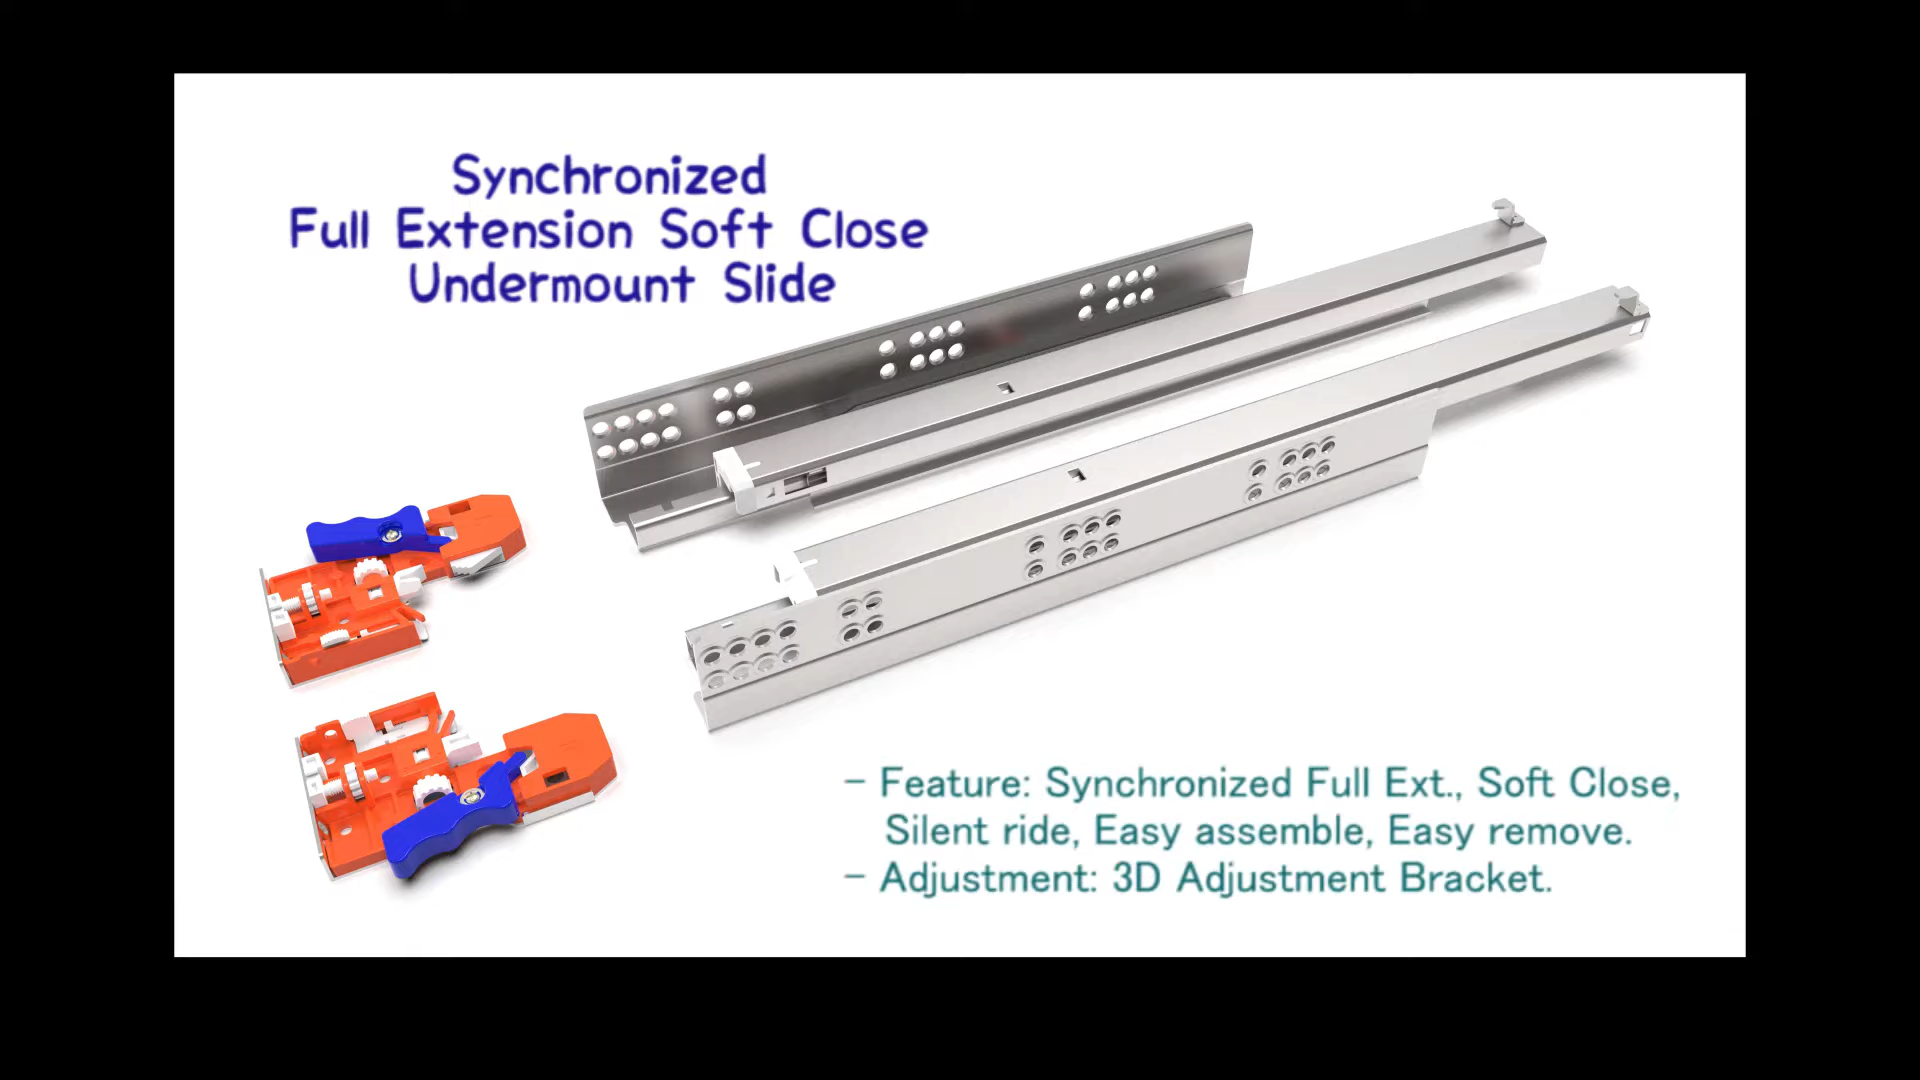 Synchronized
Full Extension Soft Close
Undermount Slide
- Feature: Synchronized Full Ext., Soft Close,
Silent ride, Easy assemble, Easy remove.
- Adjustment: 3D Adjustment Bracket.